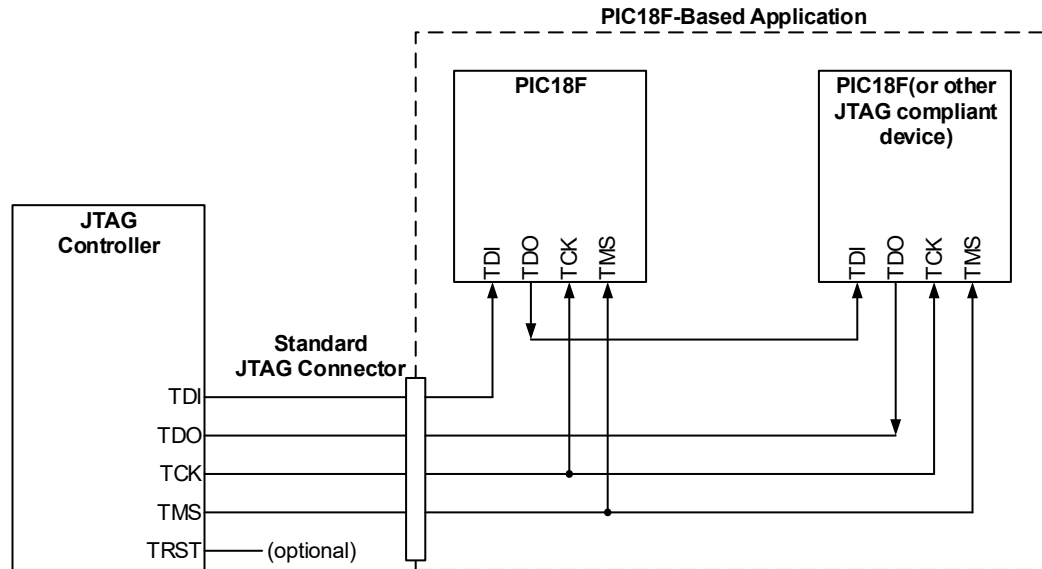 PIC18F-Based Application
PIC18F
PIC18F(or other
JTAG compliant
device)
TDI
TDO
TCK
TMS
TDI
TDO
TCK
TMS
JTAG
Controller
Standard
JTAG Connector
TDI
TDO
TCK
TMS
TRST
(optional)